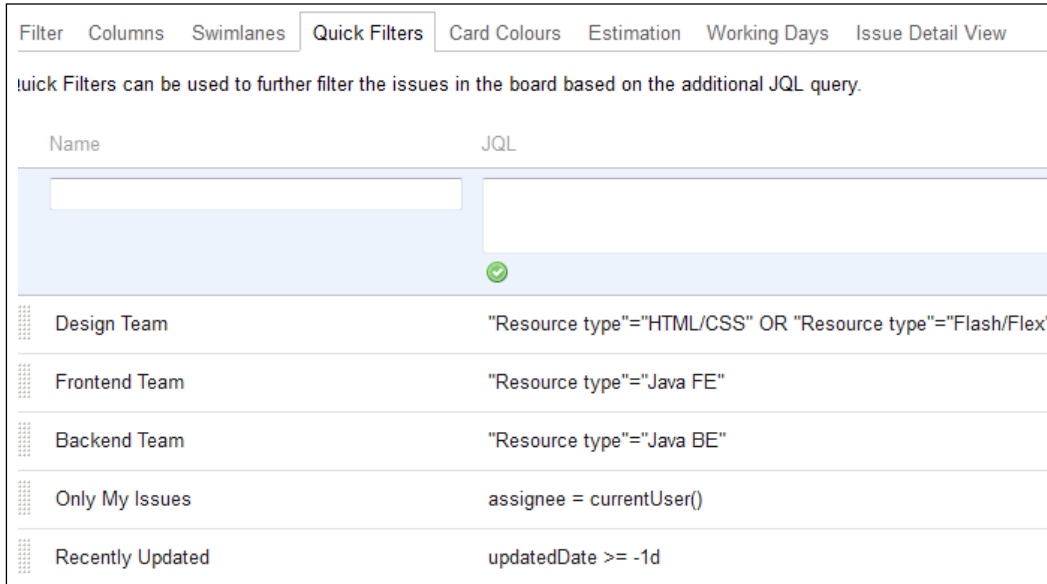 Filter Columns Swimlanes Quick Filters Card Colours Estimation Working Days Issue Detail View
uick Filters can be used to further filter the issues in the board based on the additional JQL query.
Name JQL
Design Team "Resource type"="HTML/CSS" OR "Resource type"="Flash/Flex"
Frontend Team "Resource type"="Java FE"
Backend Team "Resource type"="Java BE"
Only My Issues assignee = currentUser()
Recently Updated updatedDate >= -1d